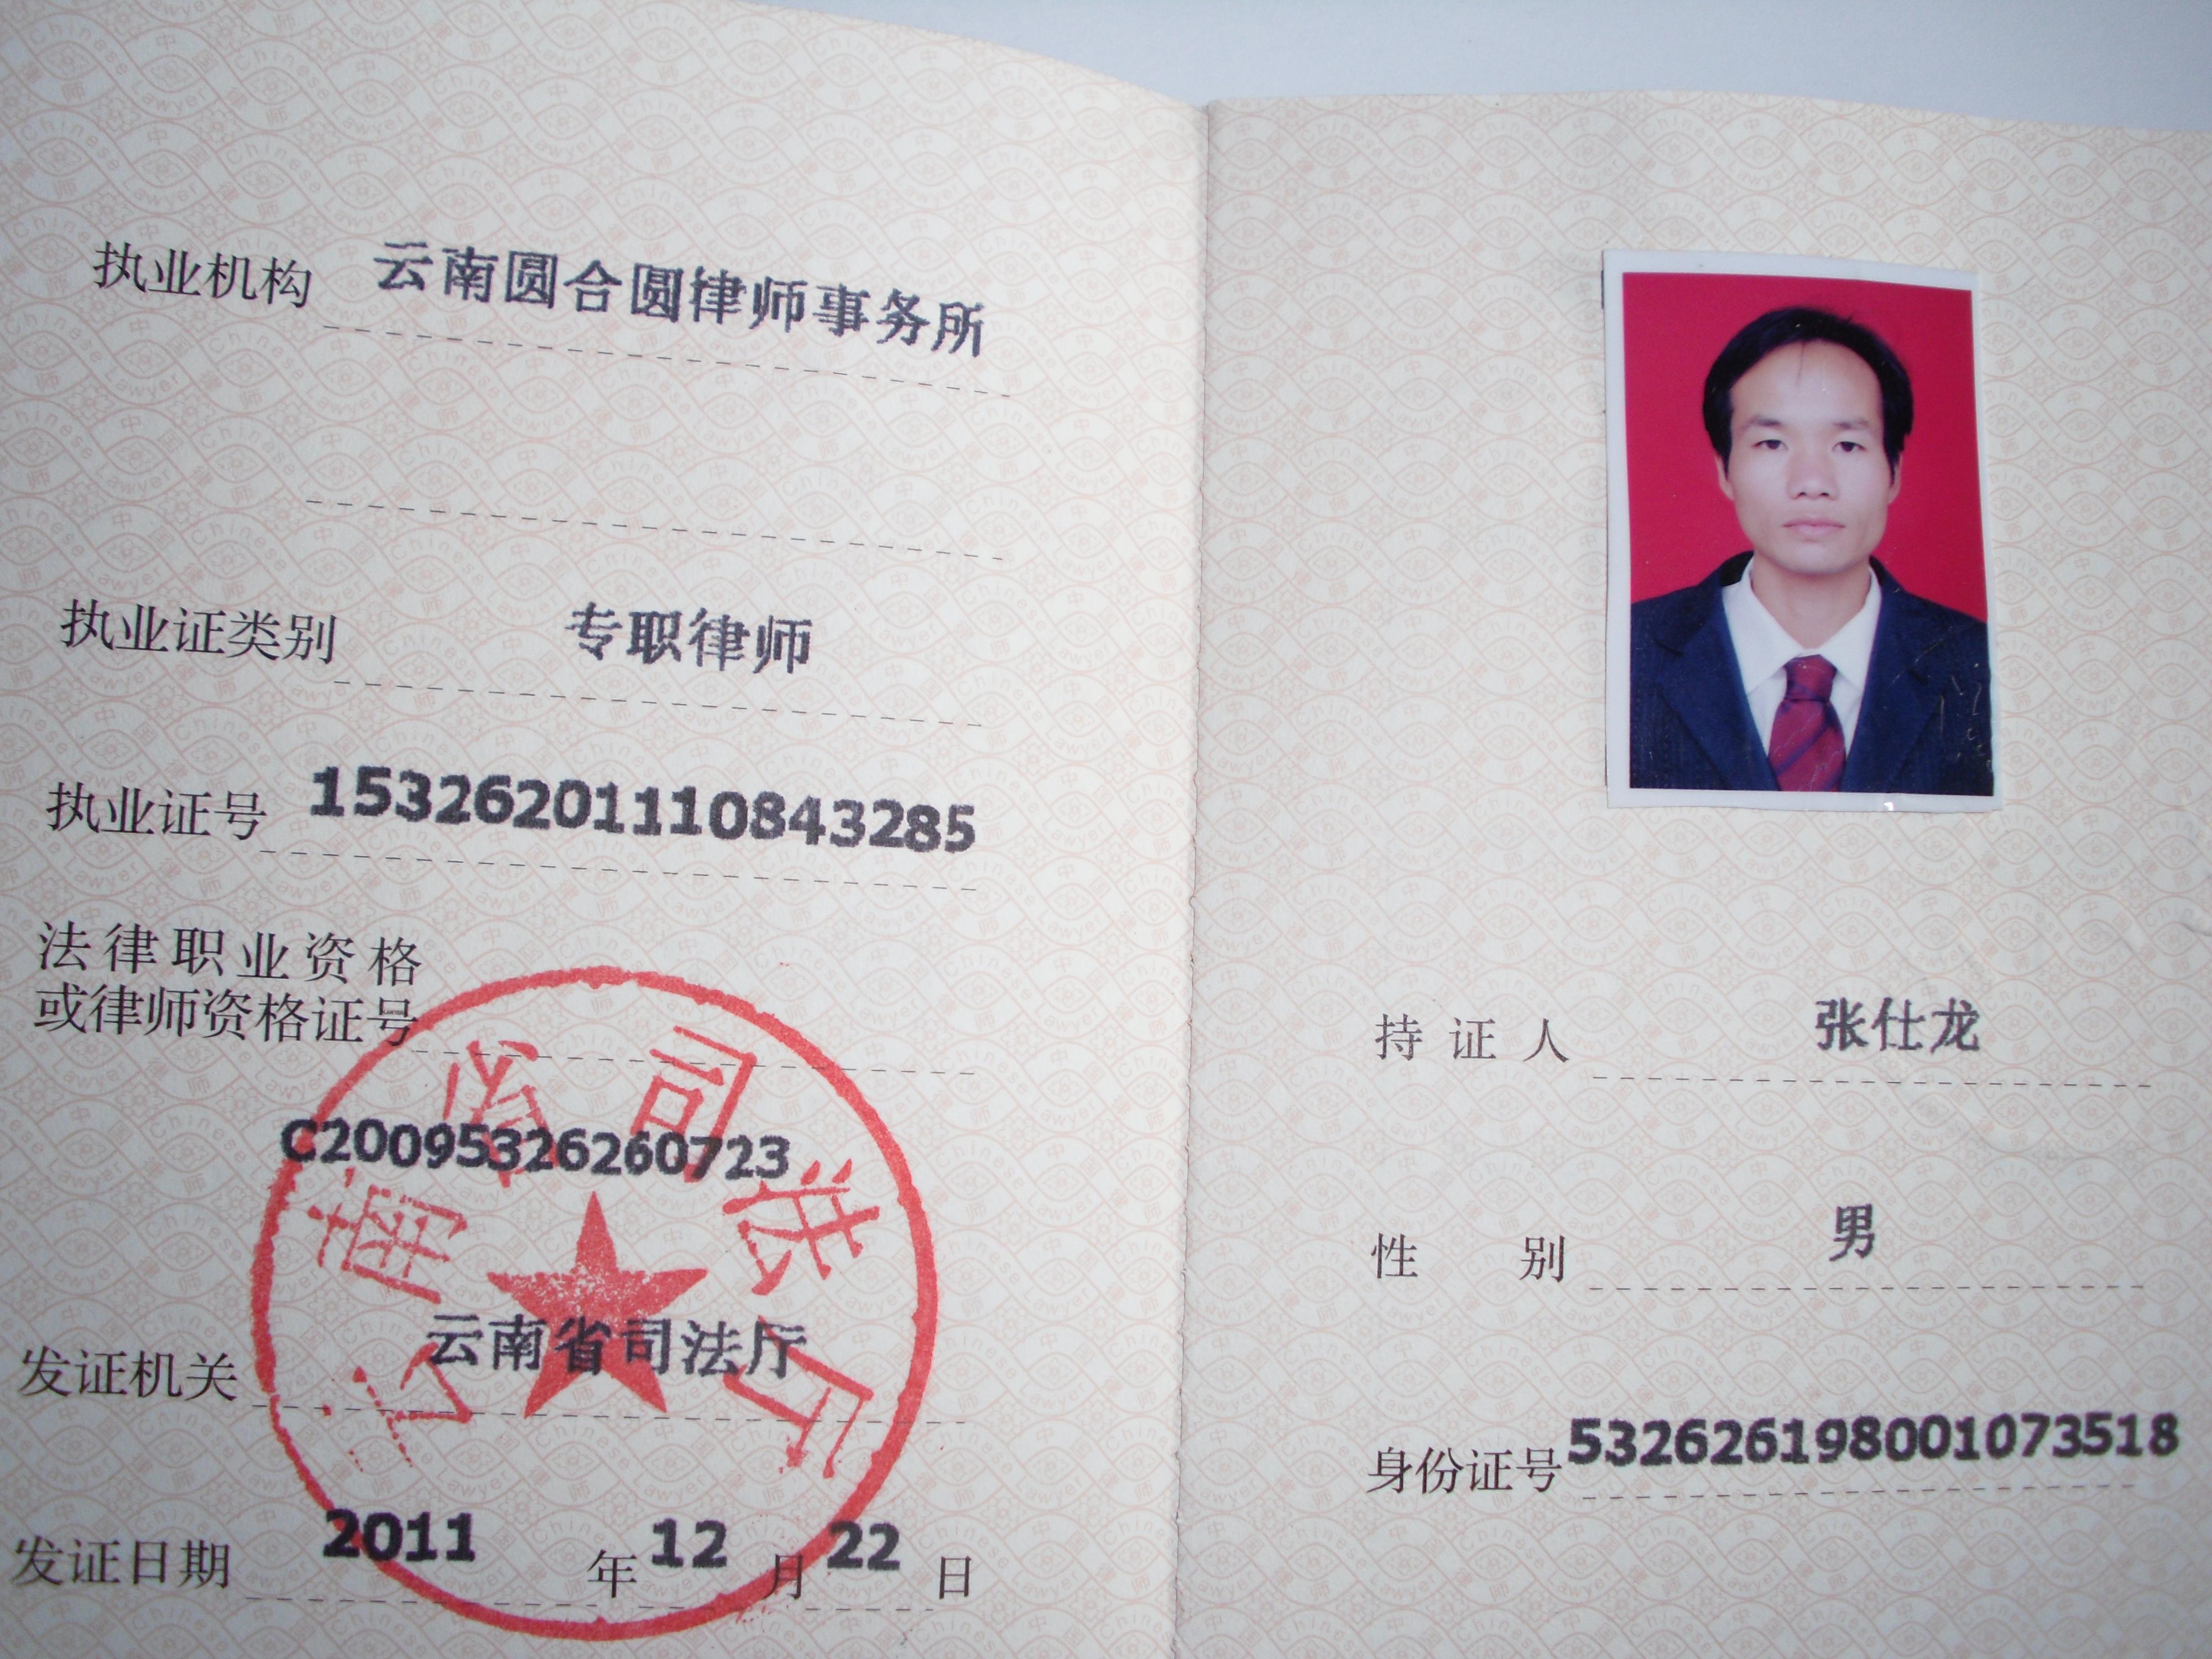 执业机构 云南圆合圆律师事务所
执业证类别 专职律师
执业证号 15326201110843285
法律职业资格
或律师资格证号
C20095326260723
云南省司法厅
发证机关 云南省司法厅
发证日期 2011 年 12 月 22 日
持证人 张仕龙
性别 男
身份证号 532626198001073518